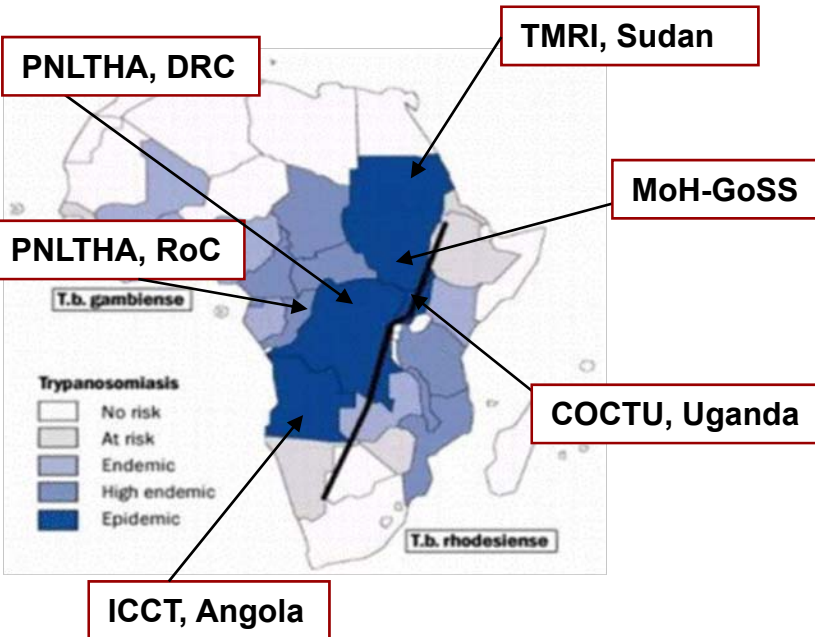 TMRI, Sudan
PNLTHA, DRC
MoH-GoSS
PNLTHA, RoC
T.b. gambiense
Trypanosomiasis
No risk
At risk
Endemic
High endemic
Epidemic
COCTU, Uganda
T.b. rhodesiense
ICCT, Angola